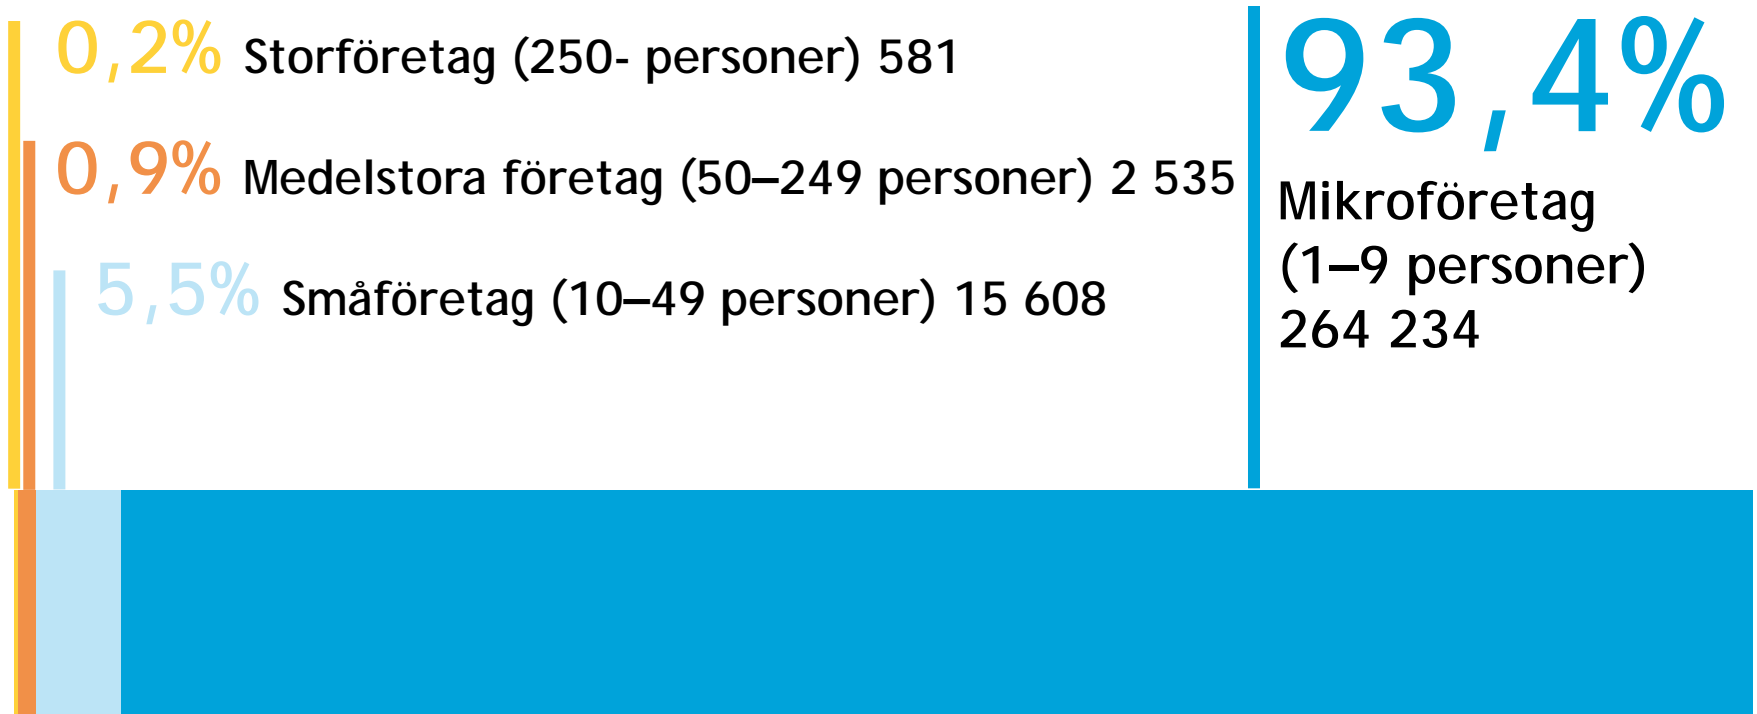 0,2% Storföretag (250- personer) 581
0,9% Medelstora företag (50–249 personer) 2 535
5,5% Småföretag (10–49 personer) 15 608
93,4%
Mikroföretag
(1–9 personer)
264 234